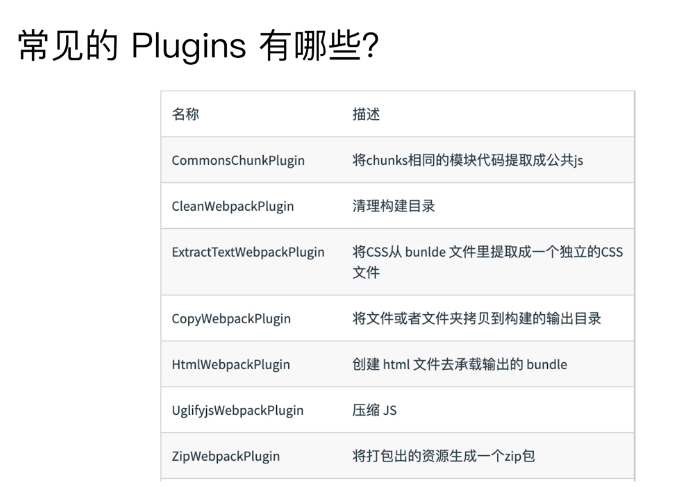 常见的 Plugins 有哪些?
名称 描述
CommonsChunkPlugin 将chunks相同的模块代码提取成公共js
CleanWebpackPlugin 清理构建目录
ExtractTextWebpackPlugin 将CSS从 bunlde 文件里提取成一个独立的CSS
文件
CopyWebpackPlugin 将文件或者文件夹拷贝到构建的输出目录
HtmlWebpackPlugin 创建 html 文件去承载输出的 bundle
UglifyjsWebpackPlugin 压缩 JS
ZipWebpackPlugin 将打包出的资源生成一个zip包